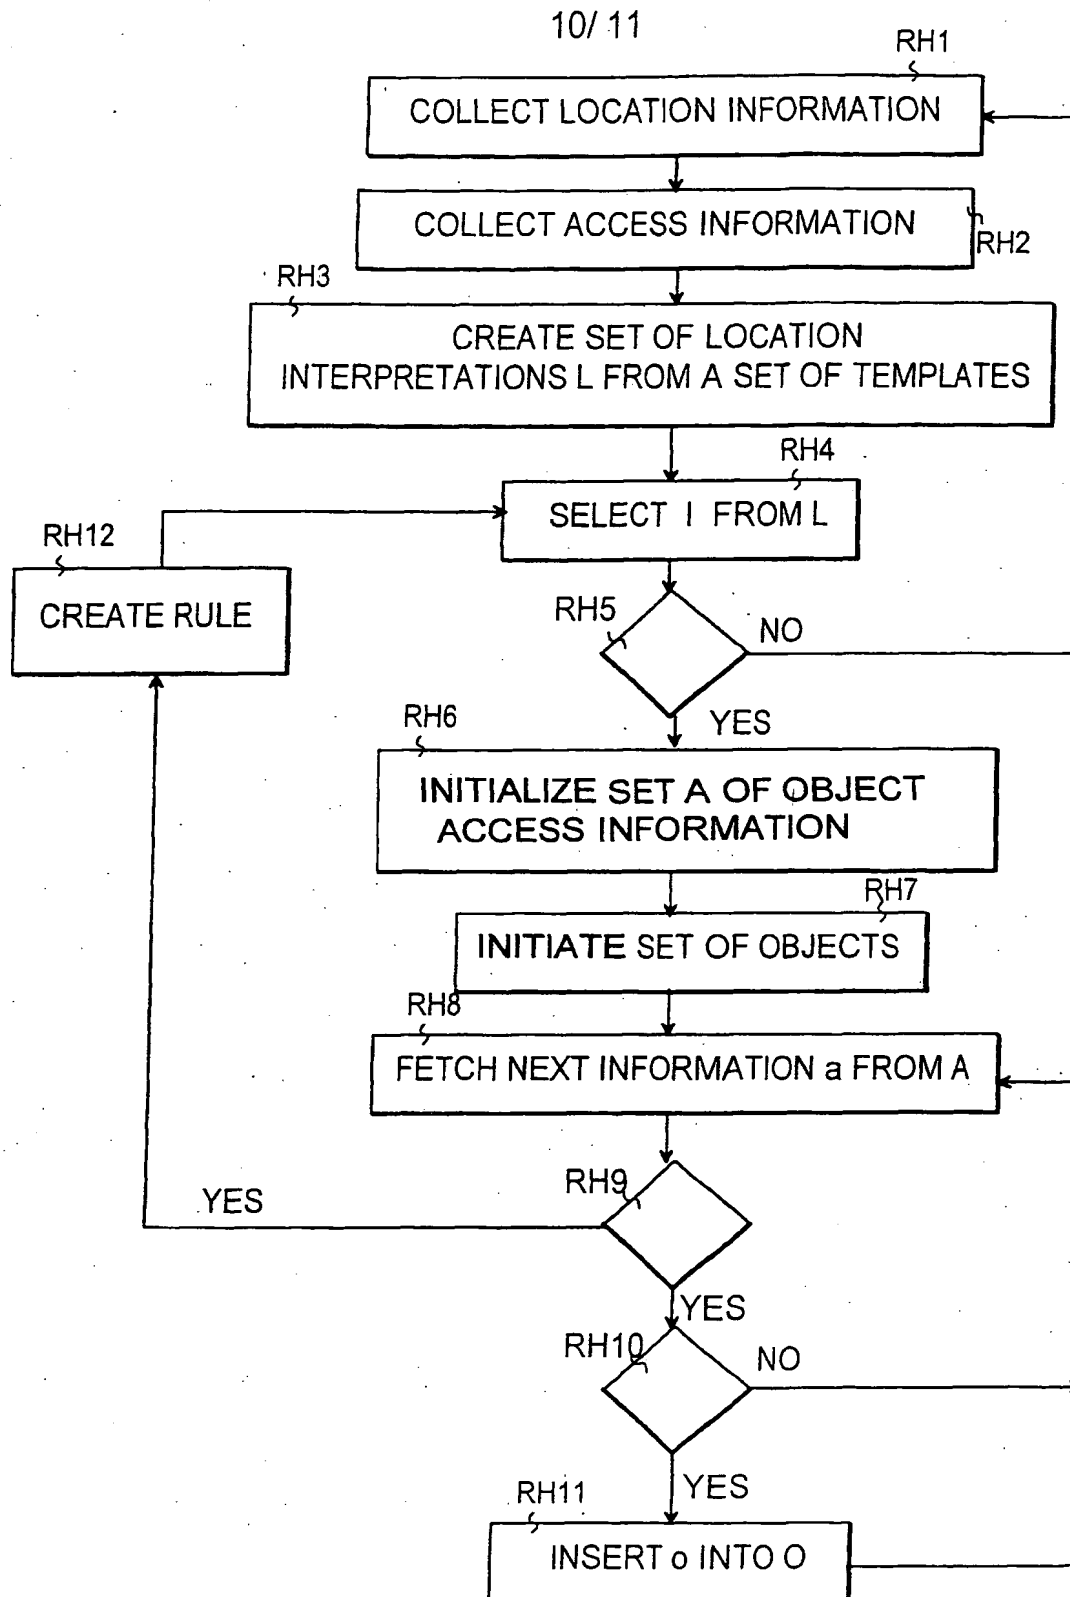 10/ 11
RH1
COLLECT LOCATION INFORMATION
COLLECT ACCESS INFORMATION
RH2
RH3
CREATE SET OF LOCATION
INTERPRETATIONS L FROM A SET OF TEMPLATES
RH4
SELECT l FROM L
RH12
CREATE RULE
RH5
NO
YES
RH6
INITIALIZE SET A OF OBJECT
ACCESS INFORMATION
RH7
INITIATE SET OF OBJECTS
RH8
FETCH NEXT INFORMATION a FROM A
RH9
YES
YES
RH10
NO
YES
RH11
INSERT o INTO O